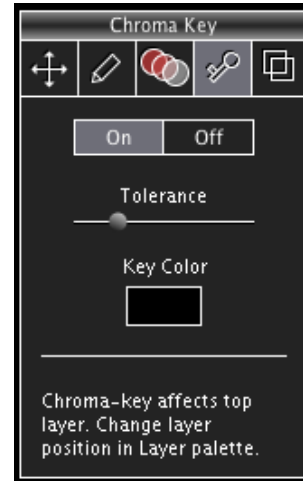 Chroma Key
On Off
Tolerance
Key Color
Chroma-key affects top
layer. Change layer
position in Layer palette.